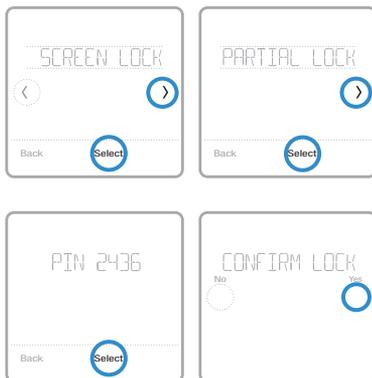 SCREEN LOCK
Back Select
PARTIAL LOCK
Back Select
PIN 2436
Back Select
CONFIRM LOCK
No Yes